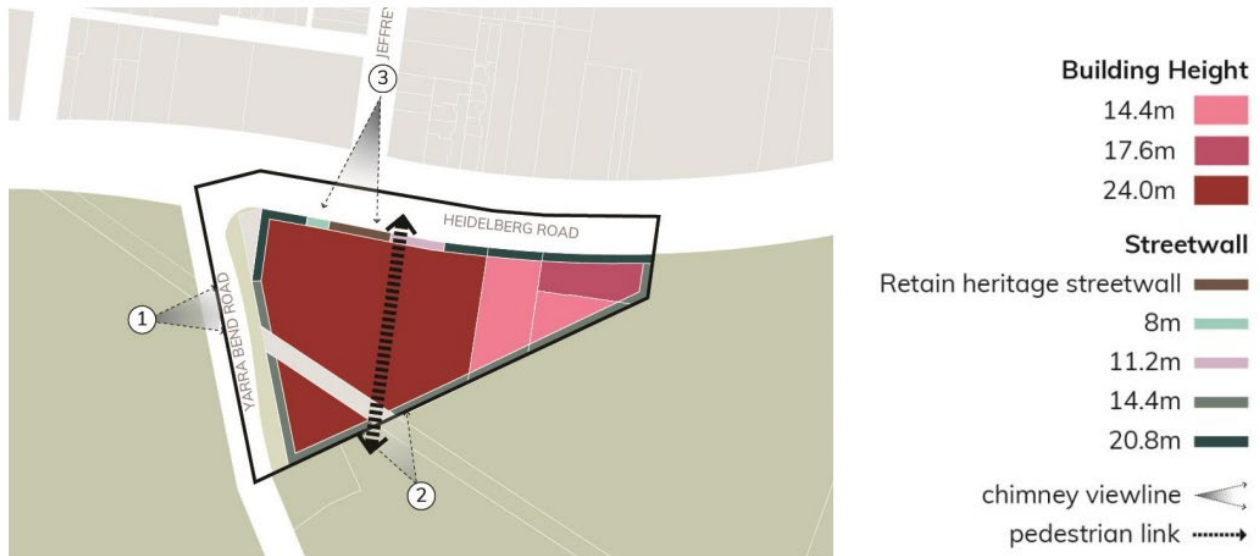 JEFFREY
3
HEIDELBERG ROAD
1
YARRA BEND ROAD
2
Building Height
14.4m
17.6m
24.0m
Streetwall
Retain heritage streetwall
8m
11.2m
14.4m
20.8m
chimney viewline
pedestrian link